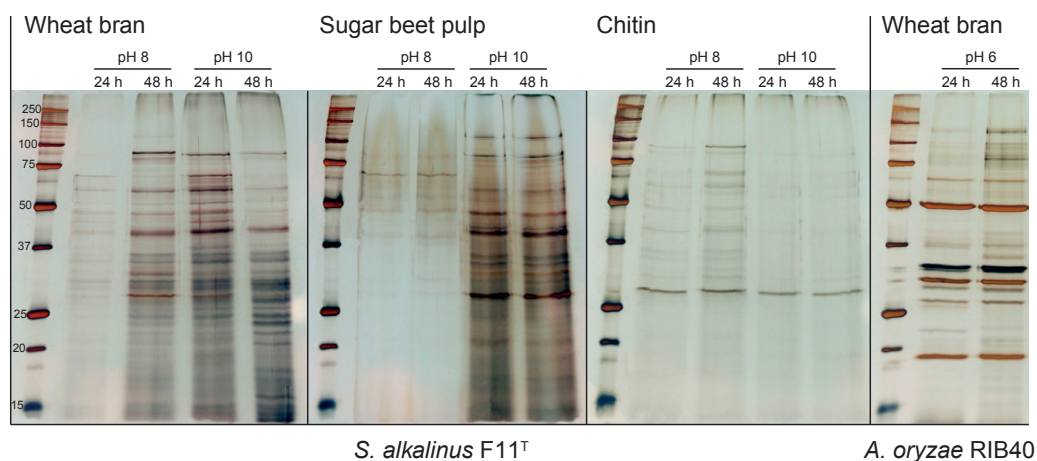 Wheat bran Sugar beet pulp Chitin Wheat bran
pH 8 pH 10 pH 8 pH 10 pH 8 pH 10 pH 6
24 h 48 h 24 h 48 h 24 h 48 h 24 h 48 h 24 h 48 h 24 h 48 h 24 h 48 h
250
150
100
75
50
37
25
20
15
S. alkalinus F11ᵀ A. oryzae RIB40